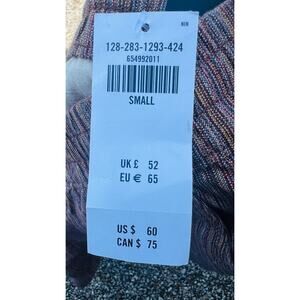 128-283-1293-424
654992011
SMALL
UK £ 52
EU € 65
US $ 60
CAN $ 75